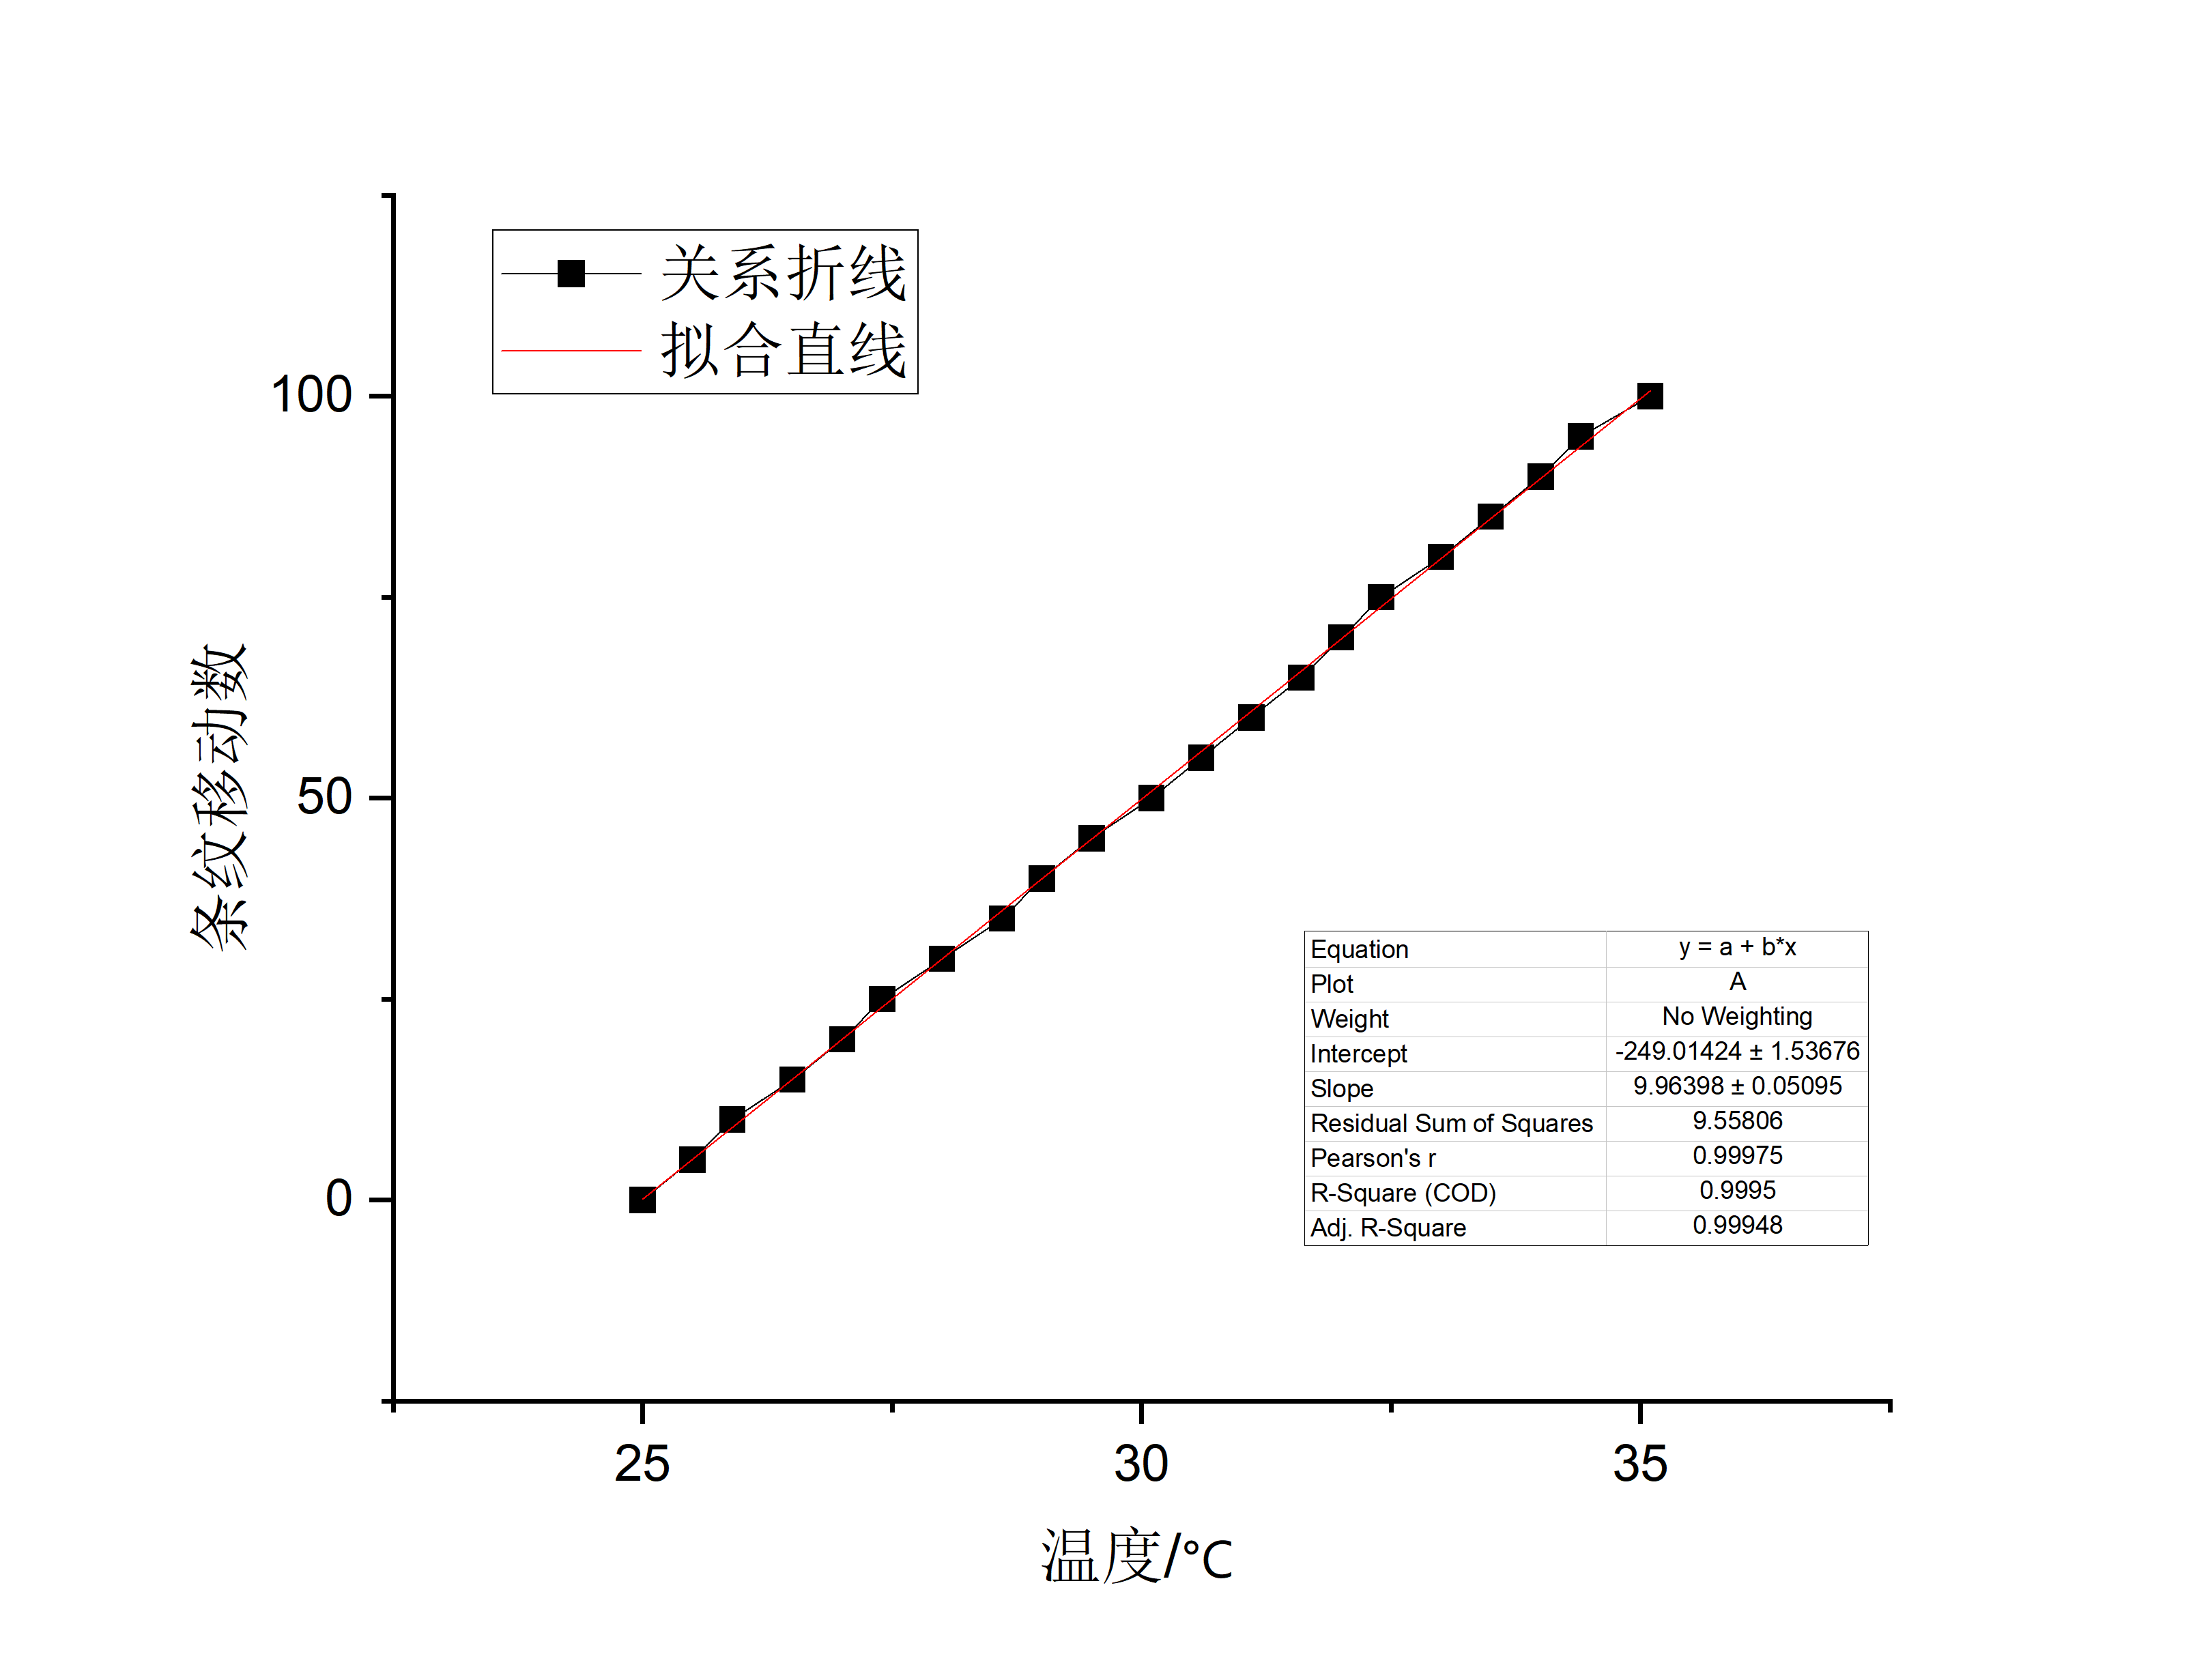 关系折线
拟合直线
100
50
0
条纹移动数
Equation y = a + b*x
Plot A
Weight No Weighting
Intercept -249.01424 ± 1.53676
Slope 9.96398 ± 0.05095
Residual Sum of Squares 9.55806
Pearson's r 0.99975
R-Square (COD) 0.9995
Adj. R-Square 0.99948
25 30 35
温度/°C